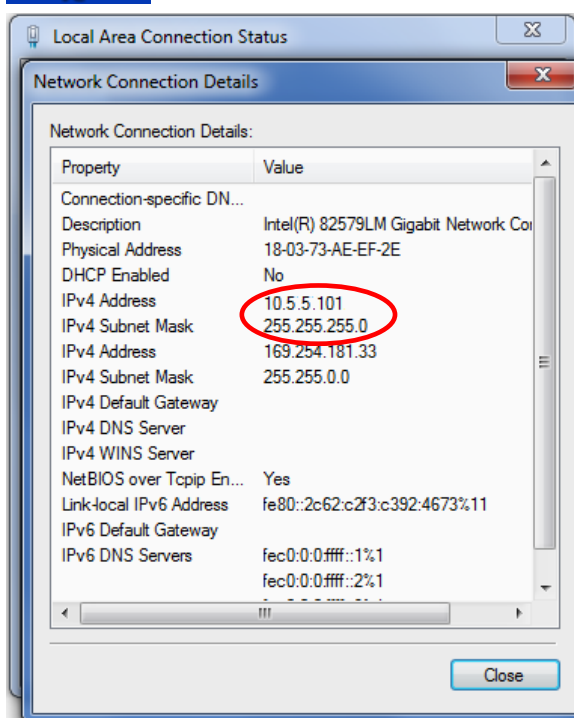 Local Area Connection Status
Network Connection Details
Network Connection Details:
Property Value
Connection-specific DN...
Description Intel(R) 82579LM Gigabit Network Con
Physical Address 18-03-73-AE-EF-2E
DHCP Enabled No
IPv4 Address 10.5.5.101
IPv4 Subnet Mask 255.255.255.0
IPv4 Address 169.254.181.33
IPv4 Subnet Mask 255.255.0.0
IPv4 Default Gateway
IPv4 DNS Server
IPv4 WINS Server
NetBIOS over Tcpip En... Yes
Link-local IPv6 Address fe80::2c62:c2f3:c392:4673%11
IPv6 Default Gateway
IPv6 DNS Servers fec0:0:0:ffff::1%1
fec0:0:0:ffff::2%1
Close